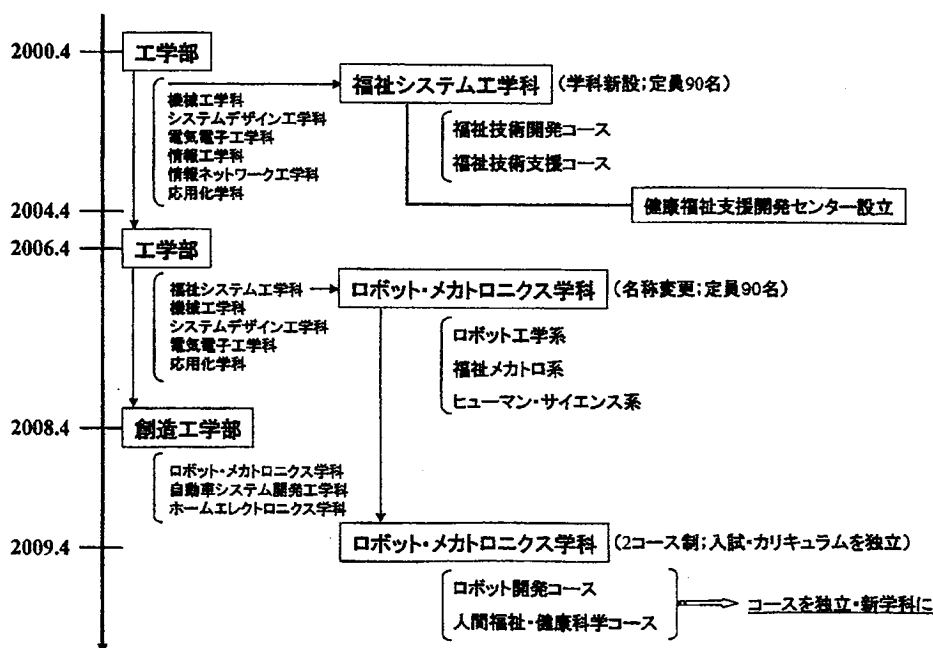 2000.4
工学部
機械工学科
システムデザイン工学科
電気電子工学科
情報工学科
情報ネットワーク工学科
応用化学科
福祉システム工学科 (学科新設;定員90名)
福祉技術開発コース
福祉技術支援コース
2004.4
健康福祉支援開発センター設立
2006.4
工学部
福祉システム工学科
機械工学科
システムデザイン工学科
電気電子工学科
応用化学科
ロボット・メカトロニクス学科 (名称変更;定員90名)
ロボット工学系
福祉メカトロ系
ヒューマン・サイエンス系
2008.4
創造工学部
ロボット・メカトロニクス学科
自動車システム開発工学科
ホームエレクトロニクス学科
2009.4
ロボット・メカトロニクス学科 (2コース制;入試・カリキュラムを独立)
ロボット開発コース
人間福祉・健康科学コース
コースを独立・新学科に